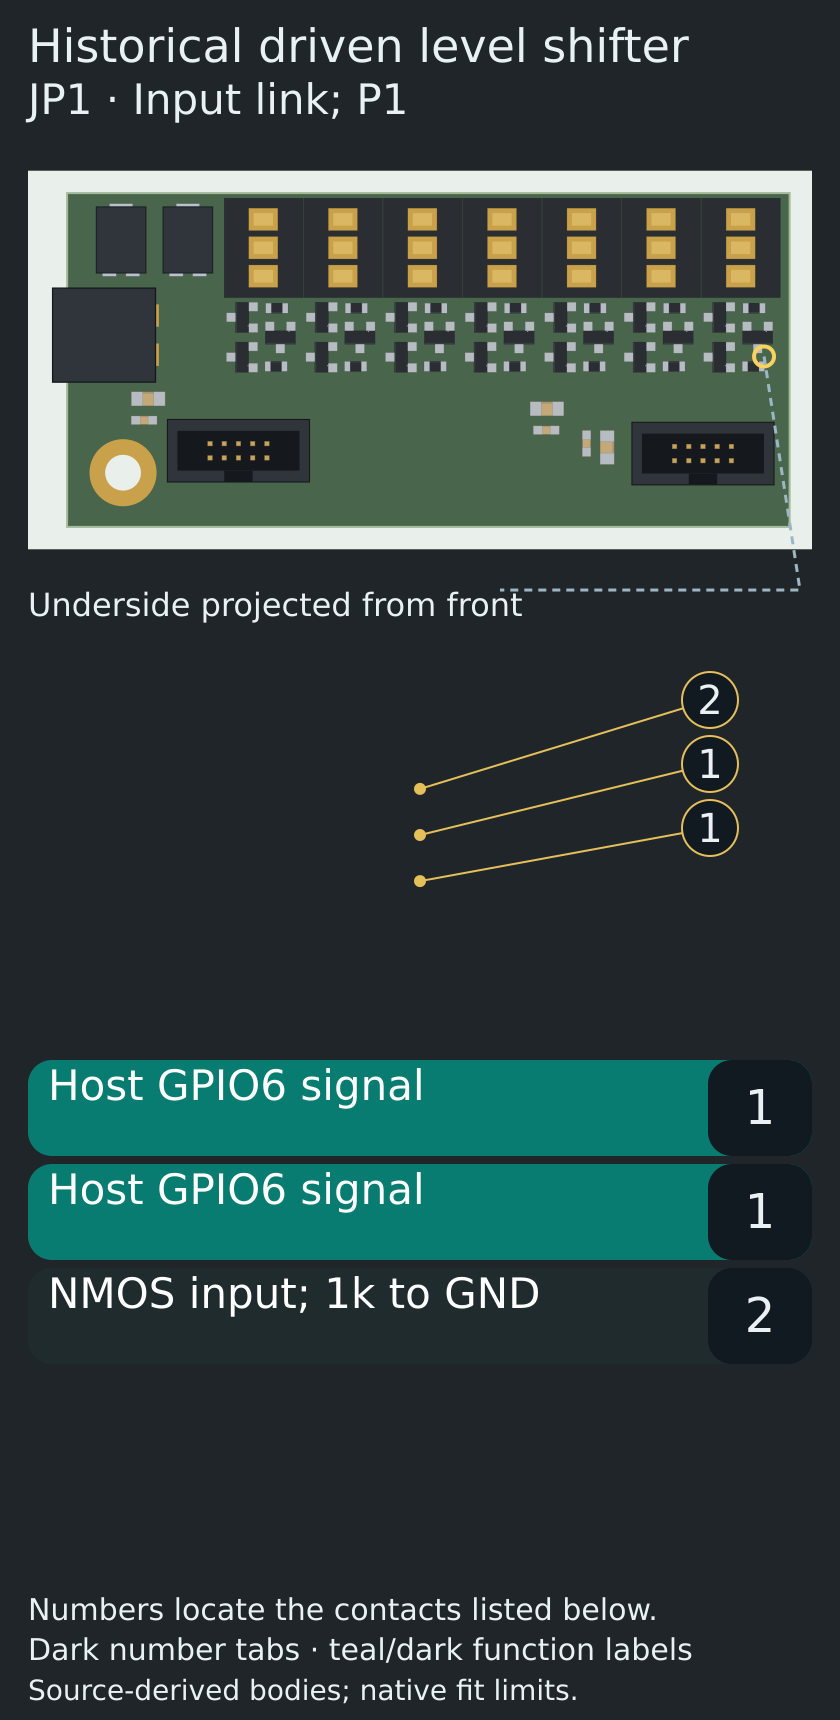 Historical driven level shifter
JP1 · Input link; P1
Underside projected from front
2
1
1
Host GPIO6 signal
1
Host GPIO6 signal
1
NMOS input; 1k to GND
2
Numbers locate the contacts listed below.
Dark number tabs · teal/dark function labels
Source-derived bodies; native fit limits.